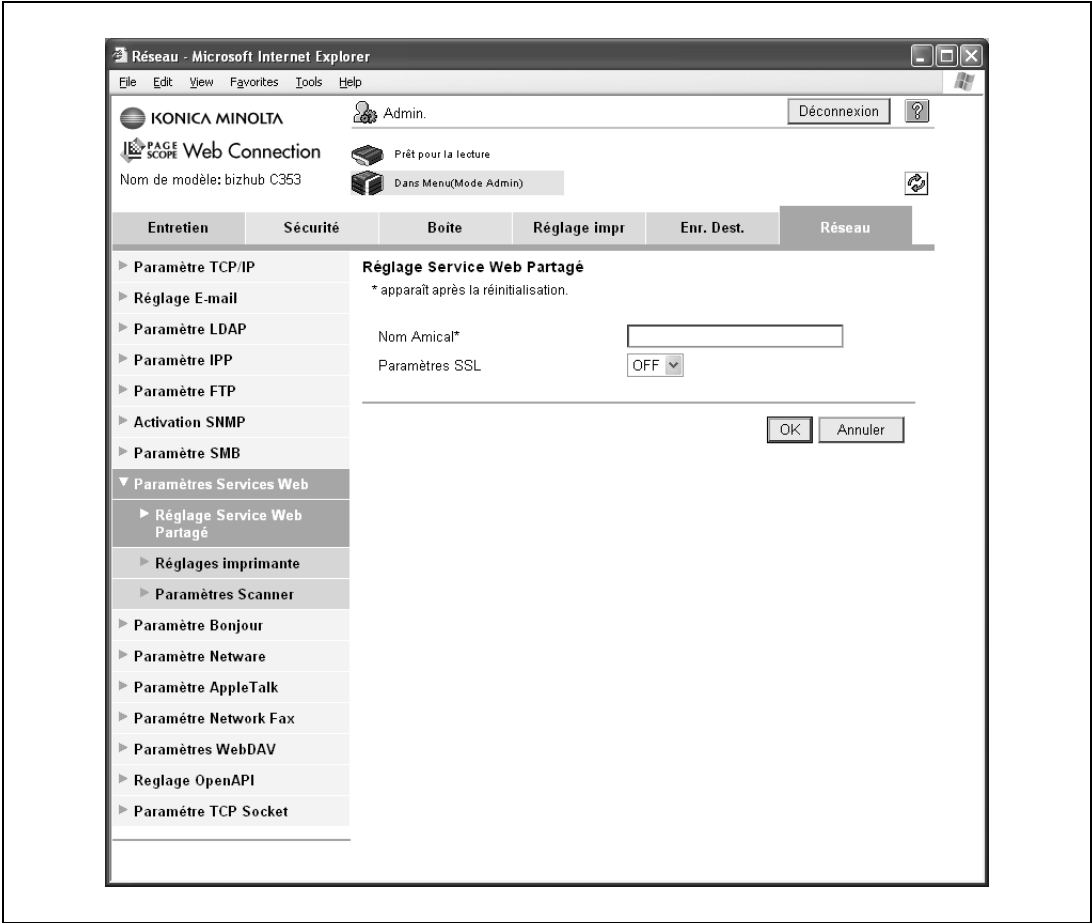 Réseau - Microsoft Internet Explorer
File Edit View Favorites Tools Help
KONICA MINOLTA
Admin.
Déconnexion
?
PAGE SCOPE Web Connection
Prêt pour la lecture
Nom de modèle: bizhub C353
Dans Menu(Mode Admin)
Entretien Sécurité Boîte Réglage impr Enr. Dest. Réseau
Paramètre TCP/IP
Réglage E-mail
Paramètre LDAP
Paramètre IPP
Paramètre FTP
Activation SNMP
Paramètre SMB
Paramètres Services Web
Réglage Service Web
Partagé
Réglages imprimante
Paramètres Scanner
Paramètre Bonjour
Paramètre Netware
Paramètre AppleTalk
Paramétre Network Fax
Paramètres WebDAV
Reglage OpenAPI
Paramétre TCP Socket
Réglage Service Web Partagé
* apparaît après la réinitialisation.
Nom Amical*
Paramètres SSL OFF
OK Annuler